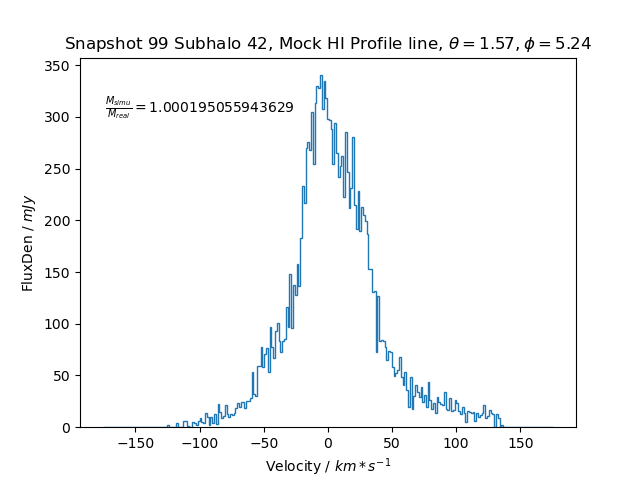 Snapshot 99 Subhalo 42, Mock HI Profile line, θ = 1.57, ϕ = 5.24
350
300
250
200
150
100
50
0
FluxDen / mJy
M_simu/M_real = 1.000195055943629
−150 −100 −50 0 50 100 150
Velocity / km * s⁻¹